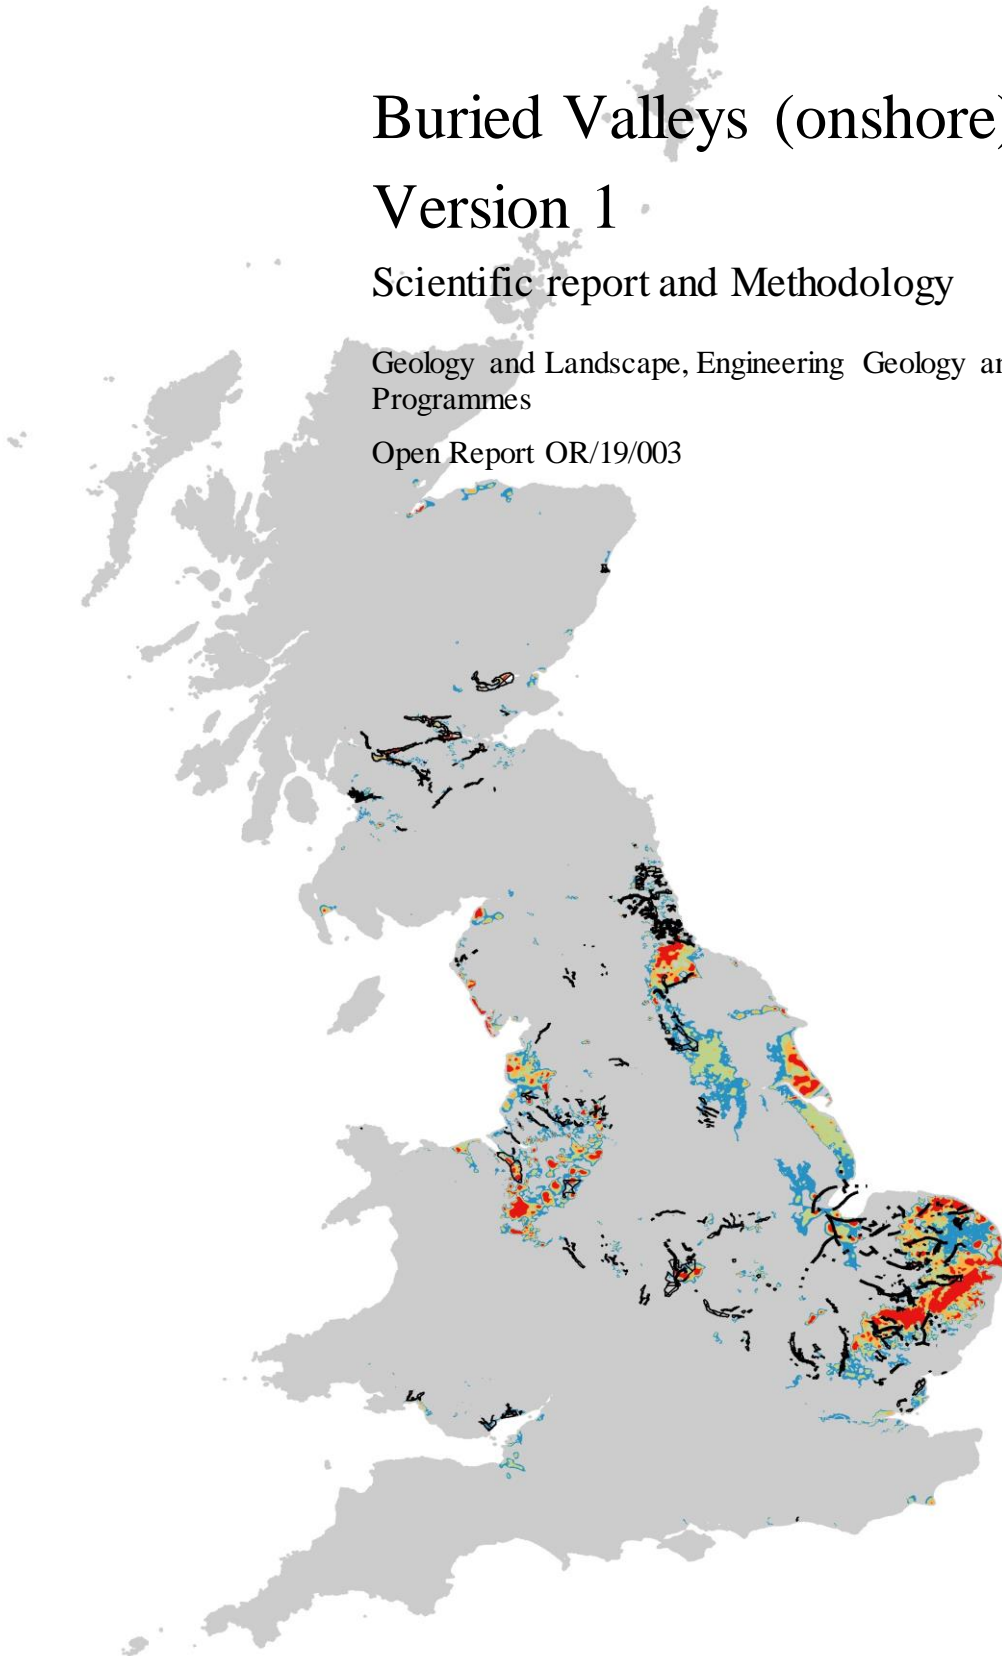 Buried Valleys (onshore)
Version 1
Scientific report and Methodology
Geology and Landscape, Engineering Geology
Programmes
Open Report OR/19/003